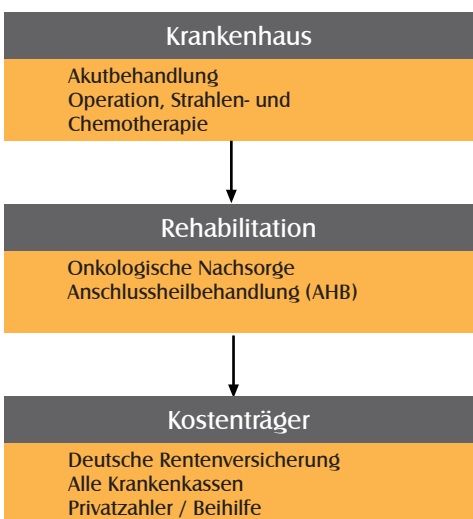 Krankenhaus
Akutbehandlung
Operation, Strahlen- und
Chemotherapie
Rehabilitation
Onkologische Nachsorge
Anschlussheilbehandlung (AHB)
Kostenträger
Deutsche Rentenversicherung
Alle Krankenkassen
Privatzahler / Beihilfe